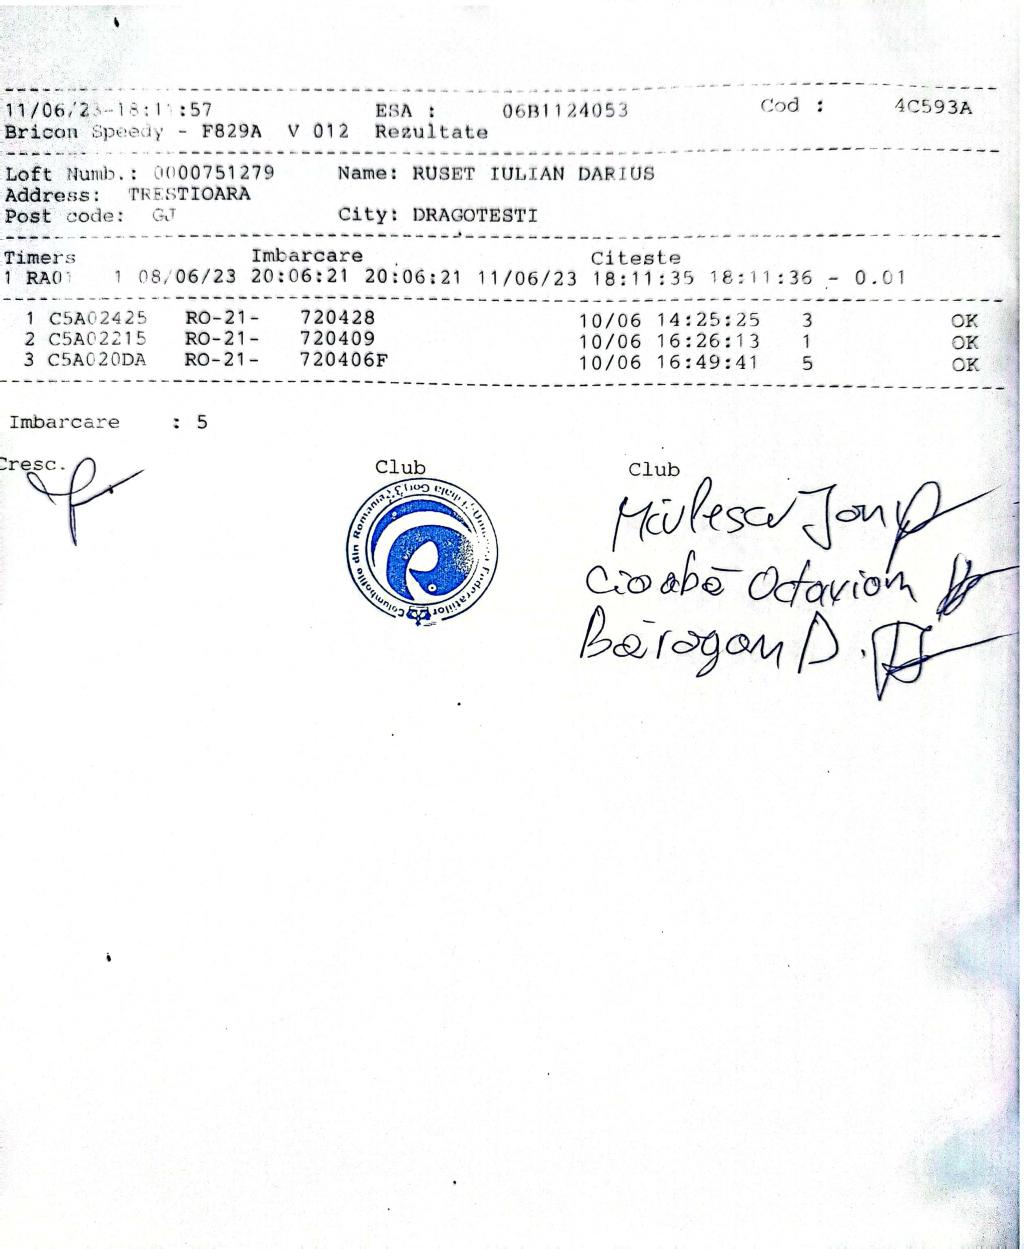 11/06/23-18:11:57 ESA : 06B1124053 Cod : 4C593A
Bricon Speedy - F829A V 012 Rezultate
Loft Numb.: 0000751279 Name: RUSET IULIAN DARIUS
Address: TRESTIOARA
Post code: GJ City: DRAGOTESTI
Timers Imbarcare Citeste
1 RA01 1 08/06/23 20:06:21 20:06:21 11/06/23 18:11:35 18:11:36 - 0.01
1 C5A02425 RO-21- 720428 10/06 14:25:25 3 OK
2 C5A02215 RO-21- 720409 10/06 16:26:13 1 OK
3 C5A020DA RO-21- 720406F 10/06 16:49:41 5 OK
Imbarcare : 5
Cresc. Club Club
Ion
Cioabă Octavian
Bărăgan D.
Columbofile din Romania